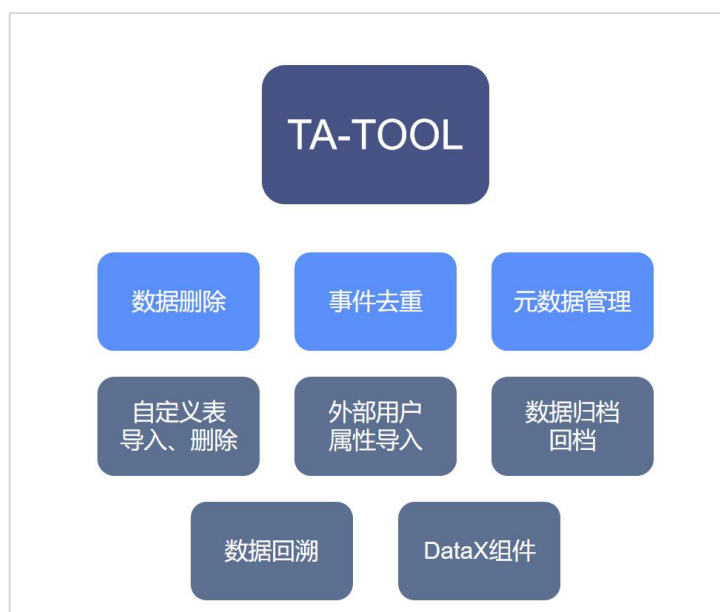 TA-TOOL
数据删除
事件去重
元数据管理
自定义表
导入、删除
外部用户
属性导入
数据归档
回档
数据回溯
DataX组件